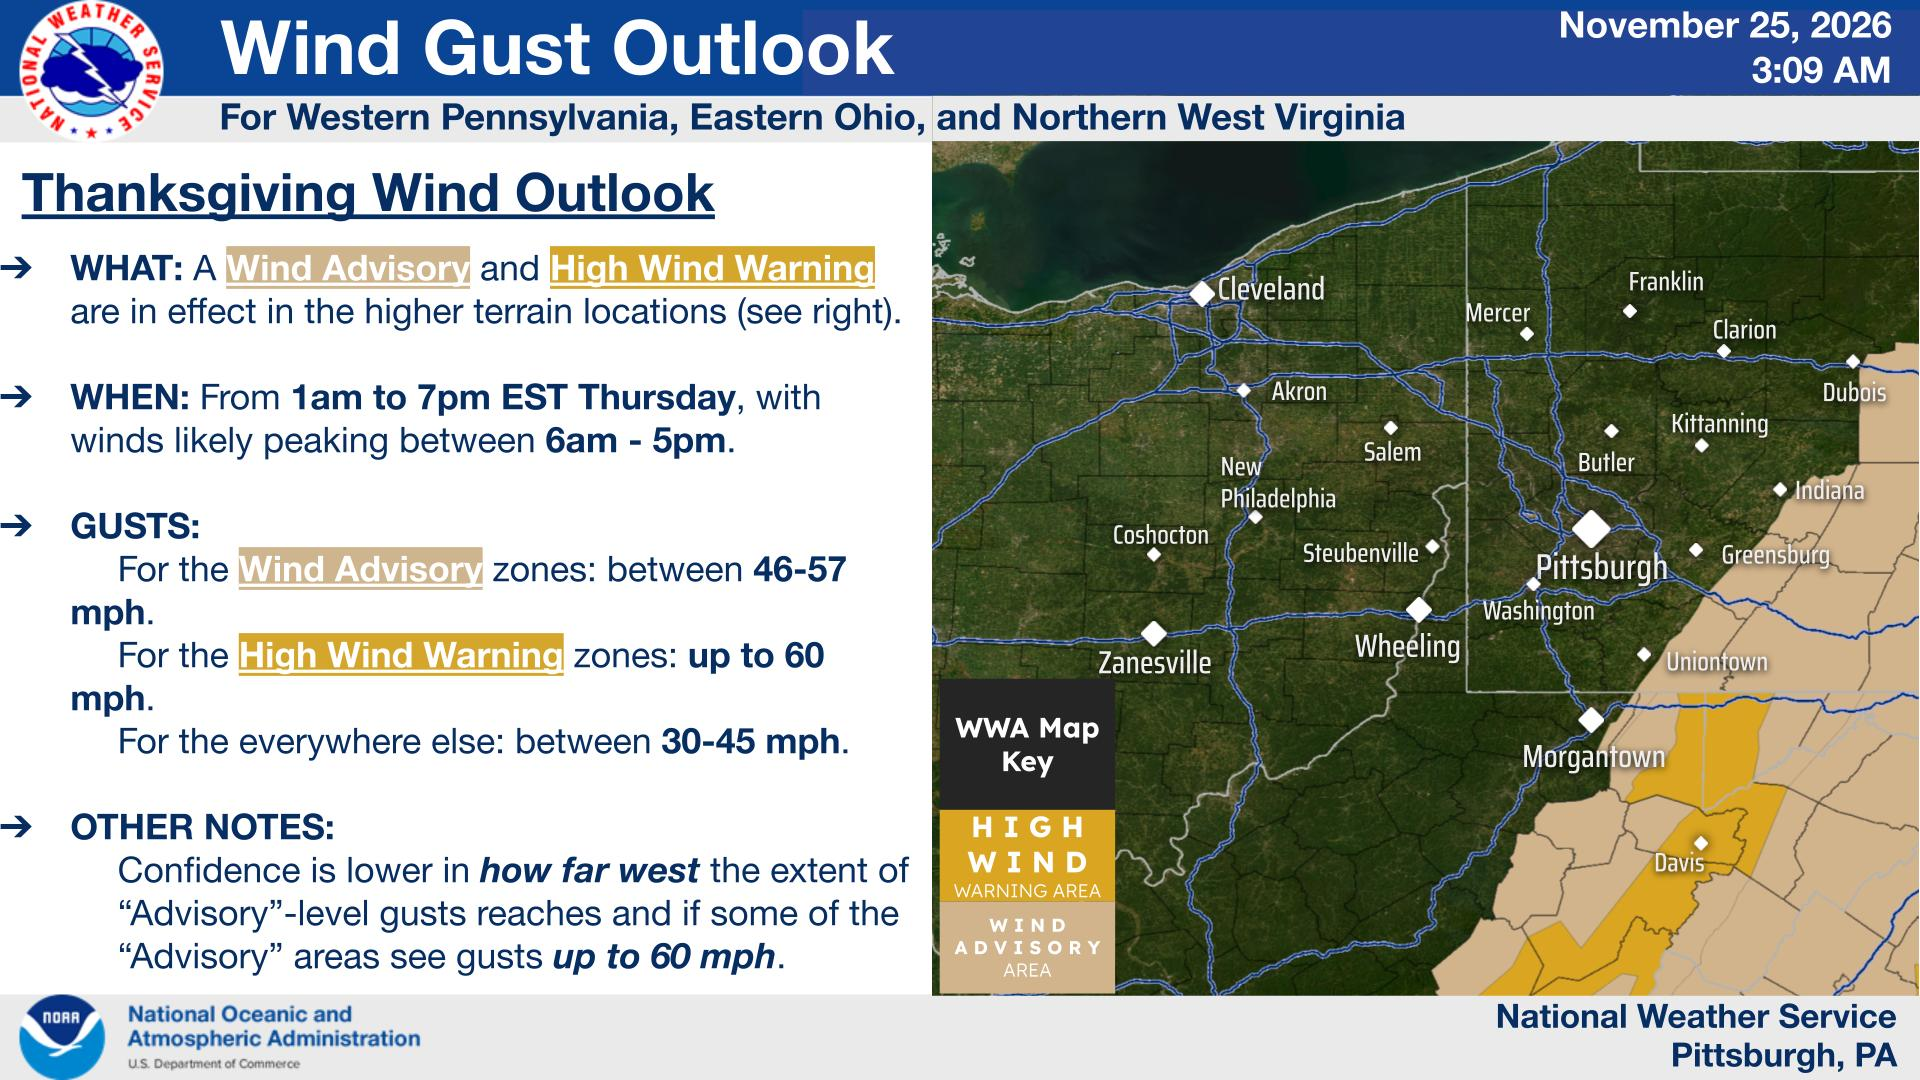 Wind Gust Outlook
November 25, 2026
3:09 AM
NATIONAL WEATHER SERVICE
For Western Pennsylvania, Eastern Ohio, and Northern West Virginia
Thanksgiving Wind Outlook
➔ WHAT: A Wind Advisory and High Wind Warning
are in effect in the higher terrain locations (see right).
➔ WHEN: From 1am to 7pm EST Thursday, with
winds likely peaking between 6am - 5pm.
➔ GUSTS:
For the Wind Advisory zones: between 46-57
mph.
For the High Wind Warning zones: up to 60
mph.
For the everywhere else: between 30-45 mph.
➔ OTHER NOTES:
Confidence is lower in how far west the extent of
“Advisory”-level gusts reaches and if some of the
“Advisory” areas see gusts up to 60 mph.
Cleveland
Franklin
Mercer
Clarion
Dubois
Akron
Kittanning
Salem
Butler
New
Philadelphia
Indiana
Coshocton
Steubenville
Greensburg
Pittsburgh
Washington
Wheeling
Zanesville
Uniontown
Morgantown
Davis
WWA Map
Key
HIGH
WIND
WARNING AREA
WIND
ADVISORY
AREA
NOAA
National Oceanic and
Atmospheric Administration
U.S. Department of Commerce
National Weather Service
Pittsburgh, PA